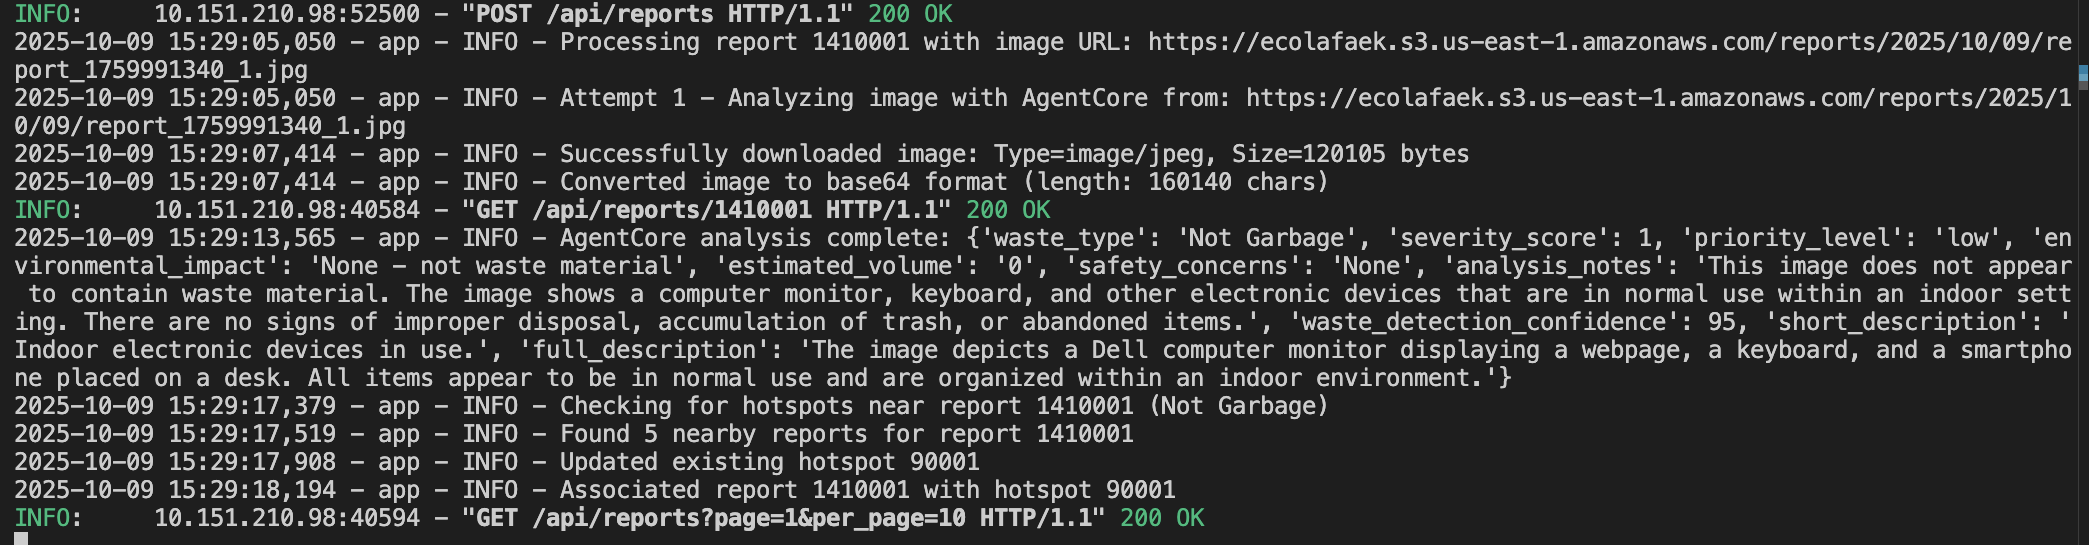 INFO:     10.151.210.98:52500 – "POST /api/reports HTTP/1.1" 200 OK
2025-10-09 15:29:05,050 – app – INFO – Processing report 1410001 with image URL: https://ecolafaek.s3.us-east-1.amazonaws.com/reports/2025/10/09/re
port_1759991340_1.jpg
2025-10-09 15:29:05,050 – app – INFO – Attempt 1 – Analyzing image with AgentCore from: https://ecolafaek.s3.us-east-1.amazonaws.com/reports/2025/1
0/09/report_1759991340_1.jpg
2025-10-09 15:29:07,414 – app – INFO – Successfully downloaded image: Type=image/jpeg, Size=120105 bytes
2025-10-09 15:29:07,414 – app – INFO – Converted image to base64 format (length: 160140 chars)
INFO:     10.151.210.98:40584 – "GET /api/reports/1410001 HTTP/1.1" 200 OK
2025-10-09 15:29:13,565 – app – INFO – AgentCore analysis complete: {'waste_type': 'Not Garbage', 'severity_score': 1, 'priority_level': 'low', 'en
vironmental_impact': 'None – not waste material', 'estimated_volume': '0', 'safety_concerns': 'None', 'analysis_notes': 'This image does not appear
 to contain waste material. The image shows a computer monitor, keyboard, and other electronic devices that are in normal use within an indoor sett
ing. There are no signs of improper disposal, accumulation of trash, or abandoned items.', 'waste_detection_confidence': 95, 'short_description': '
Indoor electronic devices in use.', 'full_description': 'The image depicts a Dell computer monitor displaying a webpage, a keyboard, and a smartpho
ne placed on a desk. All items appear to be in normal use and are organized within an indoor environment.'}
2025-10-09 15:29:17,379 – app – INFO – Checking for hotspots near report 1410001 (Not Garbage)
2025-10-09 15:29:17,519 – app – INFO – Found 5 nearby reports for report 1410001
2025-10-09 15:29:17,908 – app – INFO – Updated existing hotspot 90001
2025-10-09 15:29:18,194 – app – INFO – Associated report 1410001 with hotspot 90001
INFO:     10.151.210.98:40594 – "GET /api/reports?page=1&per_page=10 HTTP/1.1" 200 OK